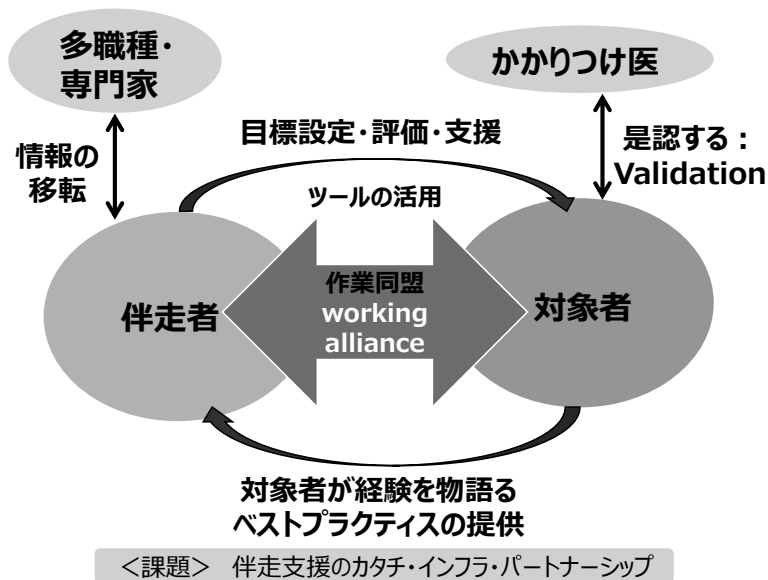 多職種・
専門家
かかりつけ医
目標設定・評価・支援
情報の
移転
是認する：
Validation
ツールの活用
伴走者
作業同盟
working
alliance
対象者
対象者が経験を物語る
ベストプラクティスの提供
＜課題＞　伴走支援のカタチ・インフラ・パートナーシップ